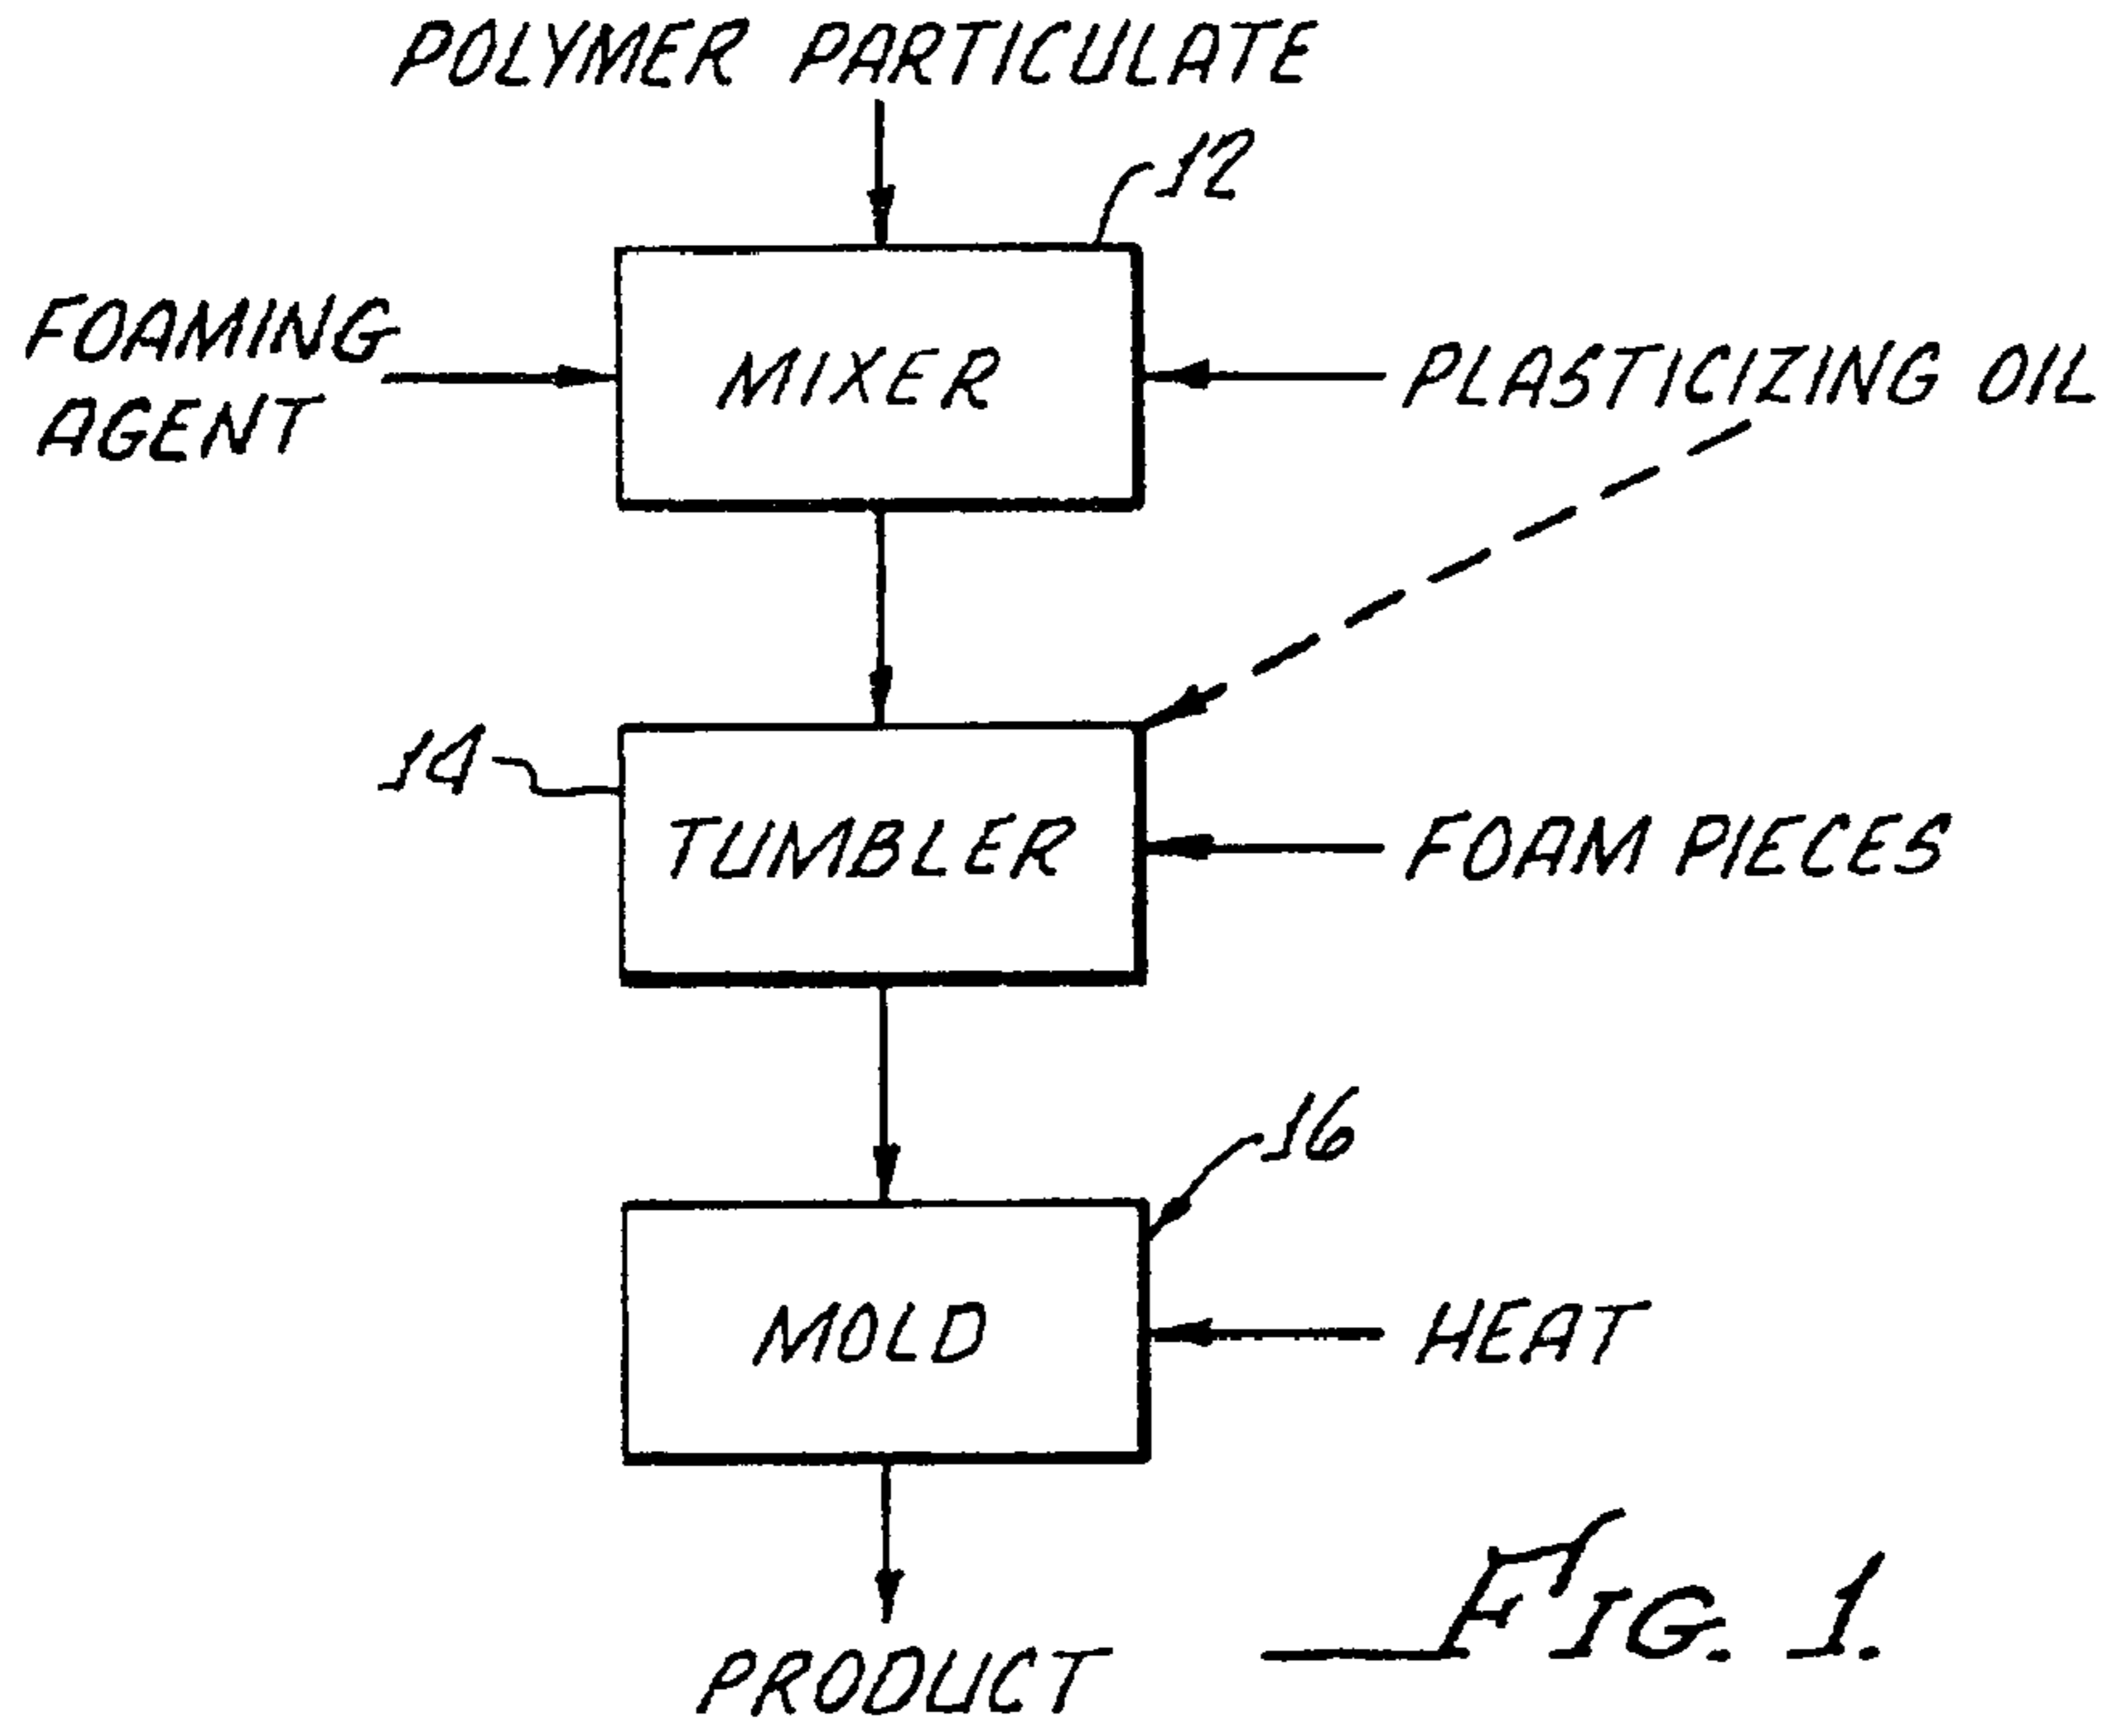 POLYMER PARTICULATE
12
FOAMING
AGENT
MIXER
PLASTICIZING OIL
14
TUMBLER
FOAM PIECES
16
MOLD
HEAT
PRODUCT
FIG. 1.